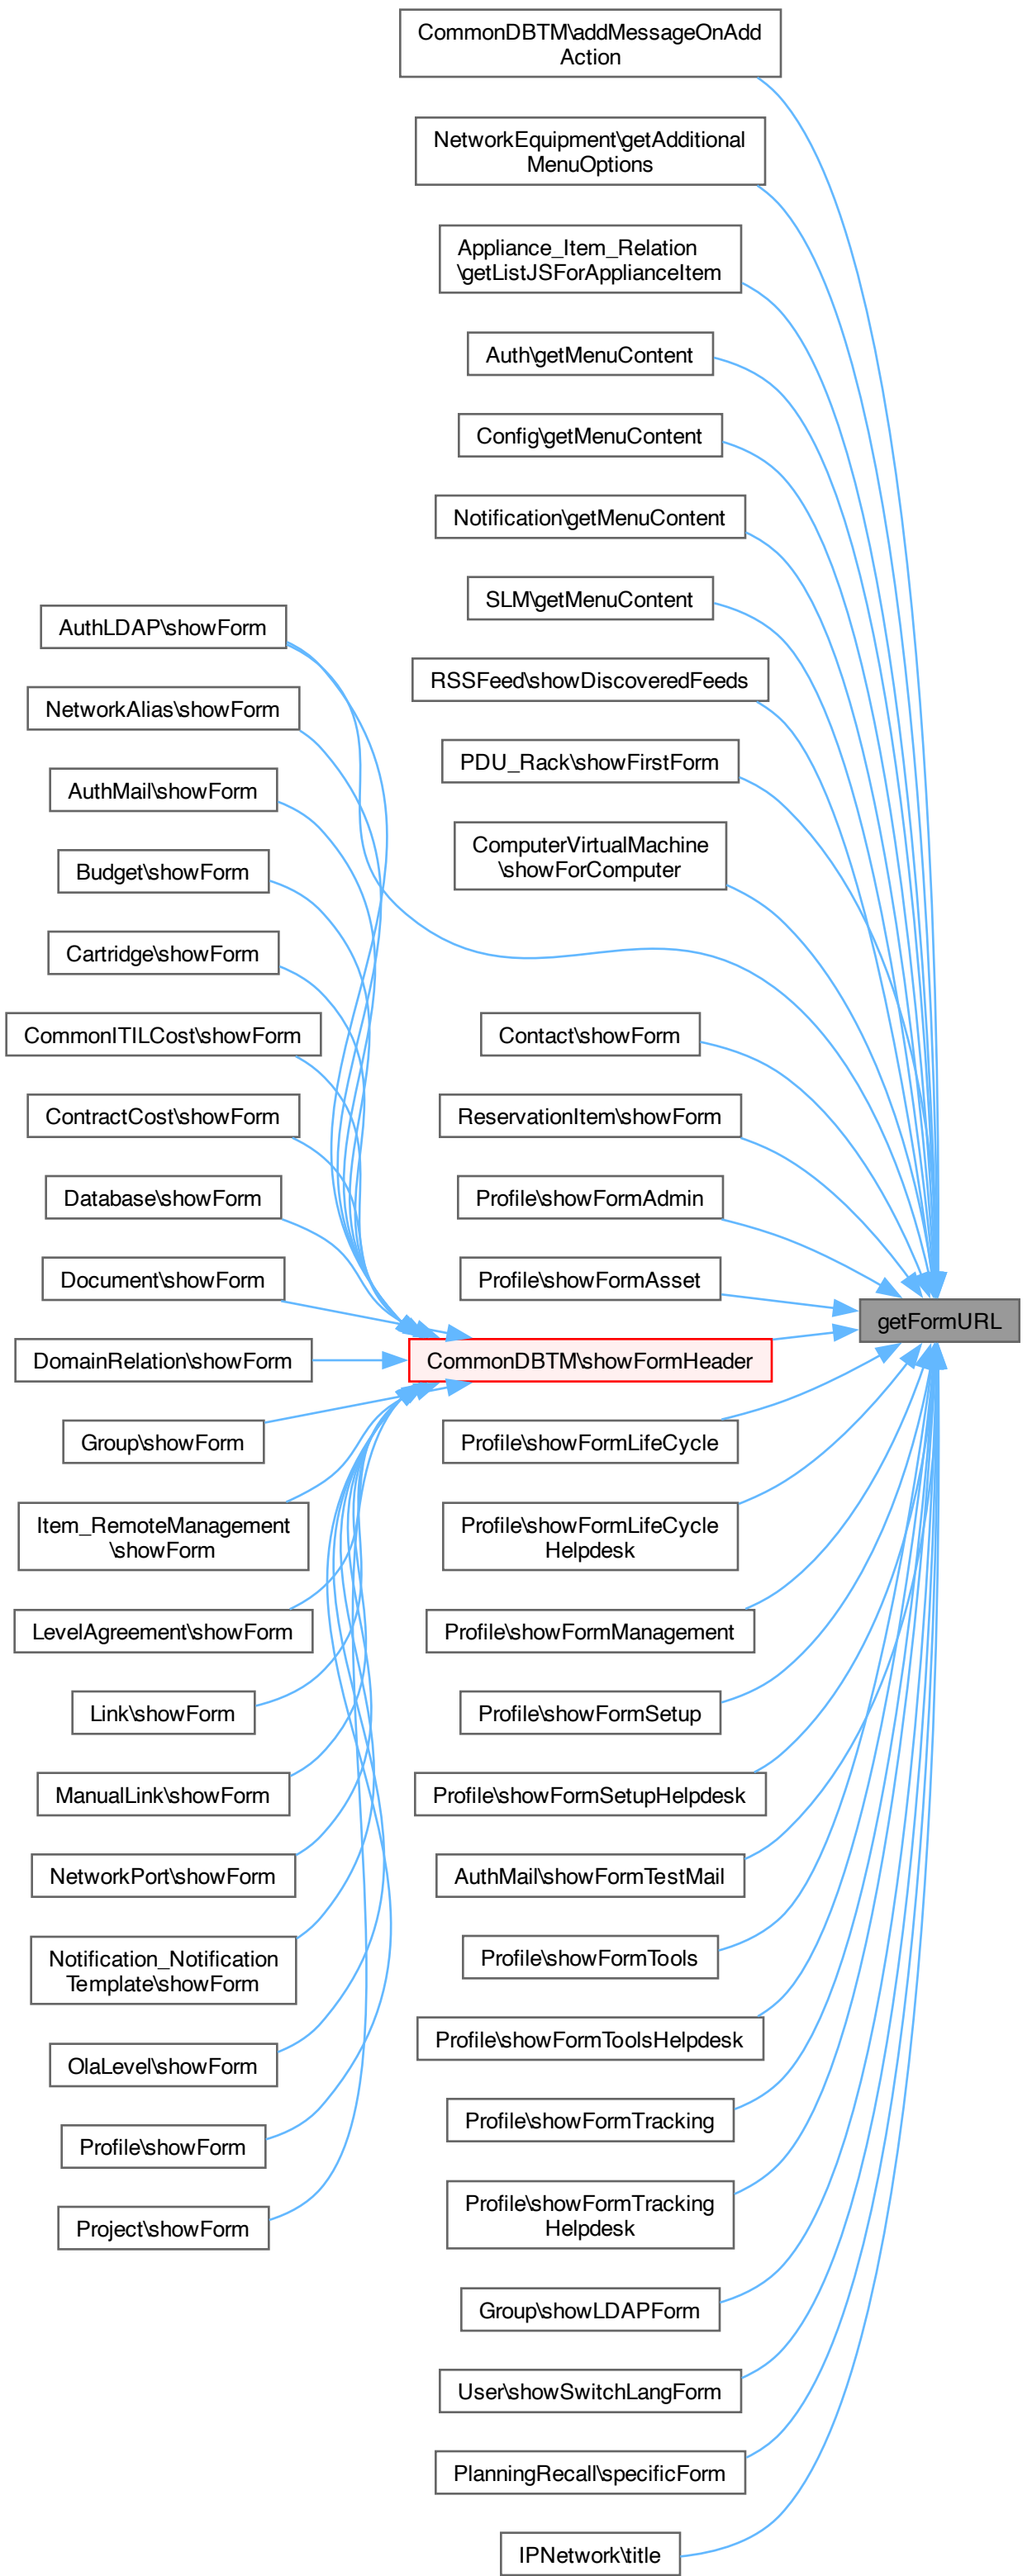 CommonDBTM\addMessageOnAdd
Action
NetworkEquipment\getAdditional
MenuOptions
Appliance_Item_Relation
\getListJSForApplianceItem
Auth\getMenuContent
Config\getMenuContent
Notification\getMenuContent
SLM\getMenuContent
RSSFeed\showDiscoveredFeeds
PDU_Rack\showFirstForm
ComputerVirtualMachine
\showForComputer
Contact\showForm
ReservationItem\showForm
Profile\showFormAdmin
Profile\showFormAsset
CommonDBTM\showFormHeader
Profile\showFormLifeCycle
Profile\showFormLifeCycle
Helpdesk
Profile\showFormManagement
Profile\showFormSetup
Profile\showFormSetupHelpdesk
AuthMail\showFormTestMail
Profile\showFormTools
Profile\showFormToolsHelpdesk
Profile\showFormTracking
Profile\showFormTracking
Helpdesk
Group\showLDAPForm
User\showSwitchLangForm
PlanningRecall\specificForm
IPNetwork\title
AuthLDAP\showForm
NetworkAlias\showForm
AuthMail\showForm
Budget\showForm
Cartridge\showForm
CommonITILCost\showForm
ContractCost\showForm
Database\showForm
Document\showForm
DomainRelation\showForm
Group\showForm
Item_RemoteManagement
\showForm
LevelAgreement\showForm
Link\showForm
ManualLink\showForm
NetworkPort\showForm
Notification_Notification
Template\showForm
OlaLevel\showForm
Profile\showForm
Project\showForm
getFormURL